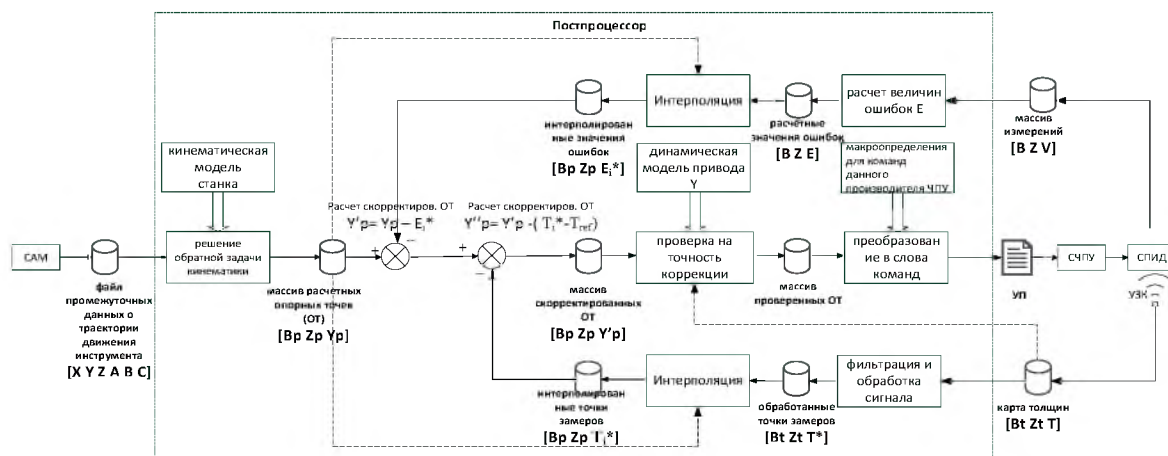 Постпроцессор
Интерполяция
расчет величин
ошибок E
интерполирован
ные значения
ошибок
[Bp Zp Ei*]
расчётные
значения ошибок
[B Z E]
массив
измерений
[B Z V]
кинематическая
модель
станка
динамическая
модель привода
Y
макроопределения
для команд
данного
производителя ЧПУ
Расчет скорректиров. ОТ
Y'p= Yp – Ei*
Расчет скорректиров. ОТ
Y''p= Y'p -( Ti*-Tref)
CAM
решение
обратной задачи
кинематики
+
−
+
−
проверка на
точность
коррекции
преобразован
ие в слова
команд
СЧПУ
СПИД
УП
УЗК
файл
промежуточных
данных о
траектории
движения
инструмента
[X Y Z A B C]
массив расчетных
опорных точек
(ОТ)
[Bp Zp Yp]
массив
скорректированных
ОТ
[Bp Zp Y'p]
массив
проверенных ОТ
Интерполяция
фильтрация и
обработка
сигнала
интерполирован
ные точки
замеров
[Bp Zp Ti*]
обработанные
точки замеров
[Bt Zt T*]
карта толщин
[Bt Zt T]